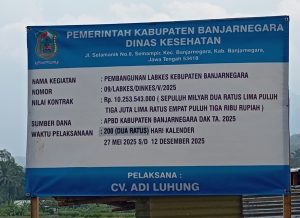 PEMERINTAH KABUPATEN BANJARNEGARA
DINAS KESEHATAN
Jl. Selomanik No.8. Semampir, Kec. Banjarnegara, Kab. Banjarnegara,
Jawa Tengah 53418
NAMA KEGIATAN : PEMBANGUNAN LABKES KEBUPATEN BANJARNEGARA
NOMOR : 09/LABKES/DINKES/V/2025
NILAI KONTRAK : Rp. 10.253.543.000 ( SEPULUH MILYAR DUA RATUS LIMA PULUH
TIGA JUTA LIMA RATUS EMPAT PULUH TIGA RIBU RUPIAH )
SUMBER DANA : APBD KABUPATEN BANJARNEGARA DAK TA. 2025
WAKTU PELAKSANAAN : 200 (DUA RATUS) HARI KALENDER
27 MEI 2025 S/D 12 DESEMBER 2025
PELAKSANA :
CV. ADI LUHUNG